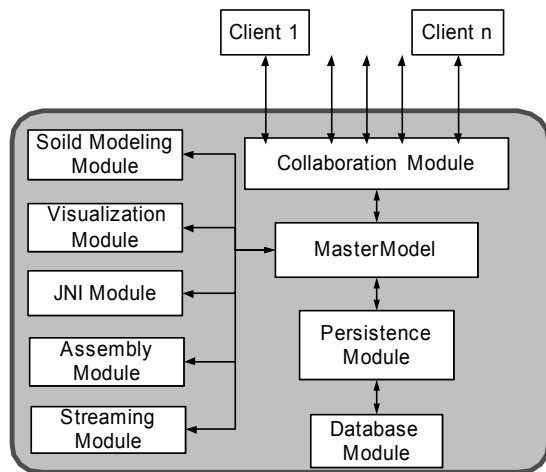 Client 1
Client n
Soild Modeling
Module
Collaboration Module
Visualization
Module
MasterModel
JNI Module
Persistence
Module
Assembly
Module
Streaming
Module
Database
Module